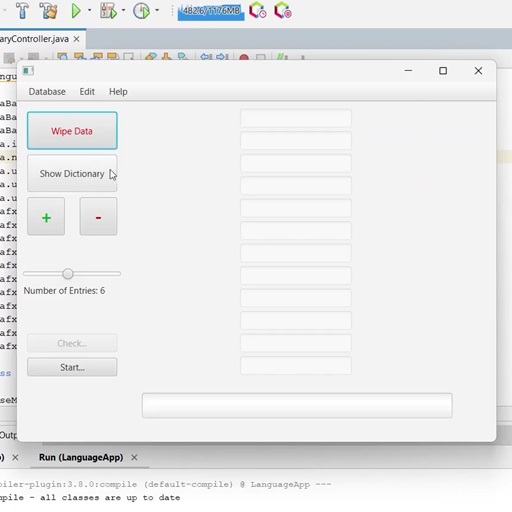 482.6/1176MB
aryController.java ×
Database Edit Help
Wipe Data
Show Dictionary
+ -
Number of Entries: 6
Check...
Start...
Run (LanguageApp) ×
piler-plugin:3.8.0:compile (default-compile) @ LanguageApp ---
mpile - all classes are up to date